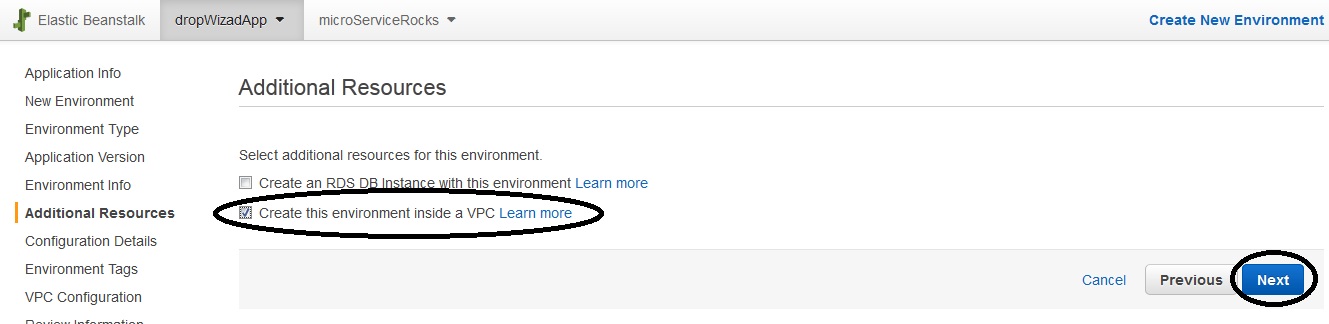 Elastic Beanstalk dropWizadApp microServiceRocks Create New Environment
Application Info
New Environment
Environment Type
Application Version
Environment Info
Additional Resources
Configuration Details
Environment Tags
VPC Configuration
Review Information
Additional Resources
Select additional resources for this environment.
Create an RDS DB Instance with this environment Learn more
Create this environment inside a VPC Learn more
Cancel Previous Next